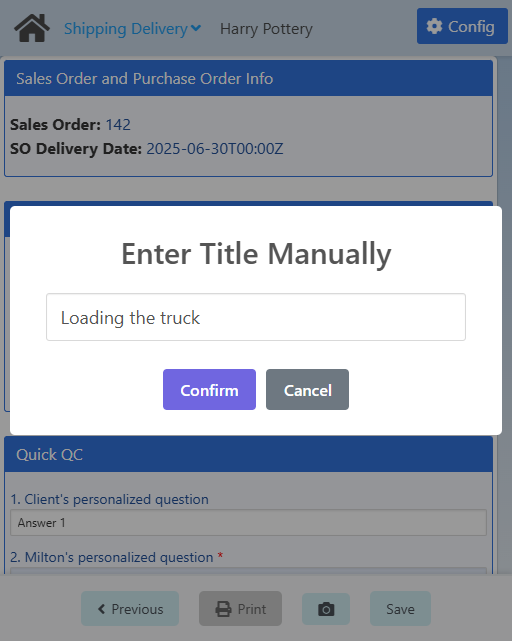 Shipping Delivery Harry Pottery Config
Sales Order and Purchase Order Info
Sales Order: 142
SO Delivery Date: 2025-06-30T00:00Z
Enter Title Manually
Loading the truck
Confirm Cancel
Quick QC
1. Client's personalized question
Answer 1
2. Milton's personalized question *
Previous Print Save